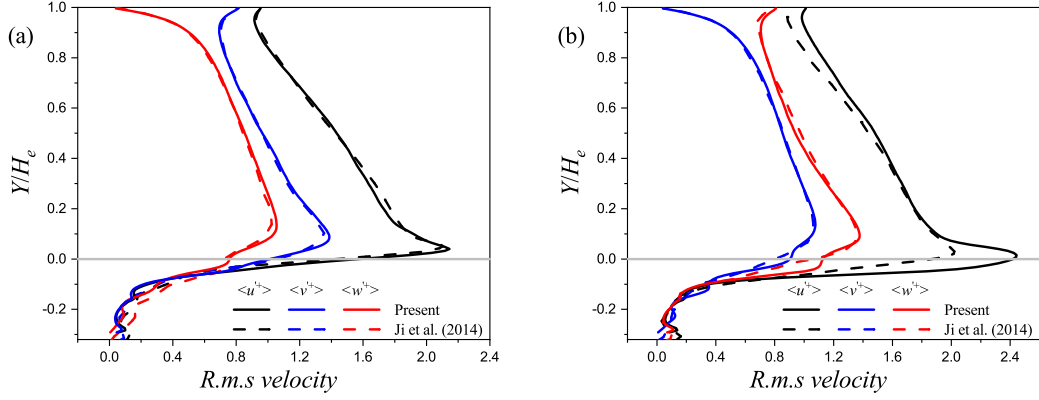 (a)
Y/H_e
1.0
0.8
0.6
0.4
0.2
0.0
-0.2
0.0 0.4 0.8 1.2 1.6 2.0 2.4
R.m.s velocity
<u'+> <v'+> <w'+>
Present
Ji et al. (2014)
(b)
Y/H_e
1.0
0.8
0.6
0.4
0.2
0.0
-0.2
0.0 0.4 0.8 1.2 1.6 2.0 2.4
R.m.s velocity
<u'+> <v'+> <w'+>
Present
Ji et al. (2014)